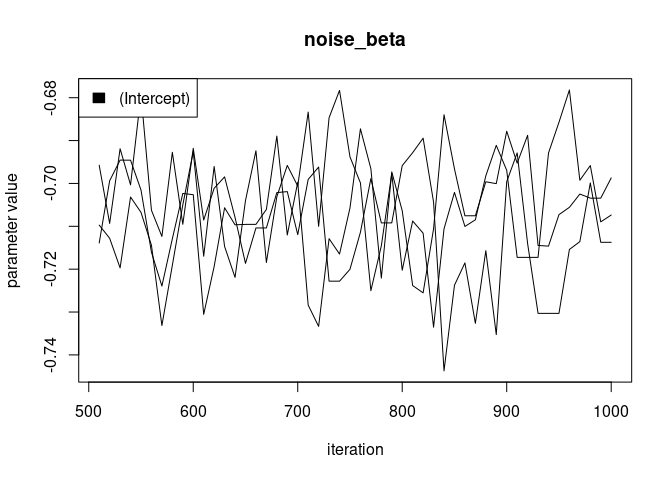 noise_beta
(Intercept)
parameter value
-0.68
-0.70
-0.72
-0.74
500 600 700 800 900 1000
iteration